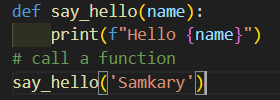 def say_hello(name):
    print(f"Hello {name}")
# call a function
say_hello('Samkary')